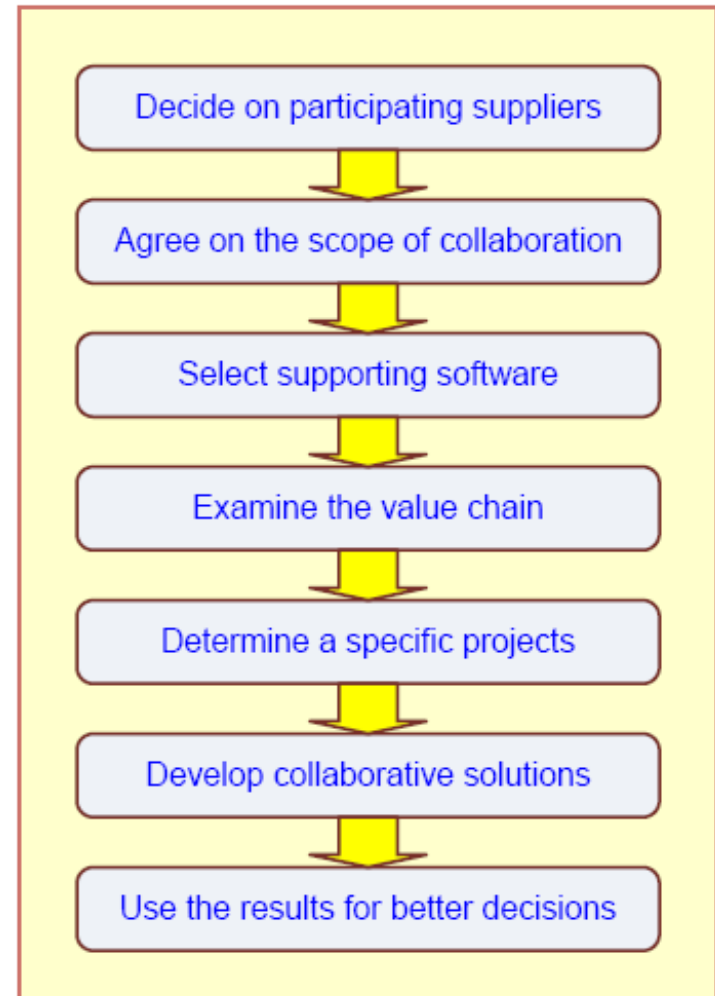 Decide on participating suppliers
Agree on the scope of collaboration
Select supporting software
Examine the value chain
Determine a specific projects
Develop collaborative solutions
Use the results for better decisions